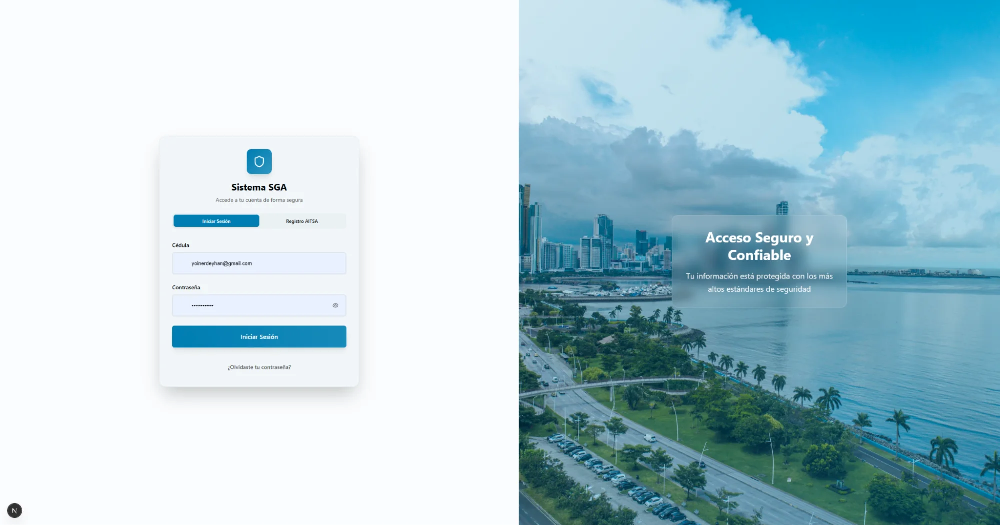 Sistema SGA
Accede a tu cuenta de forma segura
Iniciar Sesión
Registro AITSA
Cédula
yoinerdeyhan@gmail.com
Contraseña
••••••••••••
Iniciar Sesión
¿Olvidaste tu contraseña?
N
Acceso Seguro y
Confiable
Tu información está protegida con los más
altos estándares de seguridad